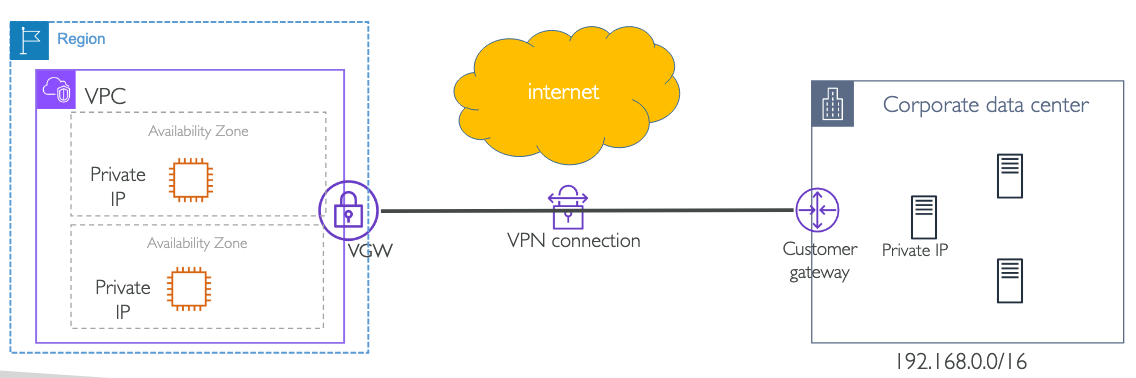 Region
VPC
Availability Zone
Private
IP
Availability Zone
Private
IP
VGW
internet
VPN connection
Customer
gateway
Corporate data center
Private IP
192.168.0.0/16